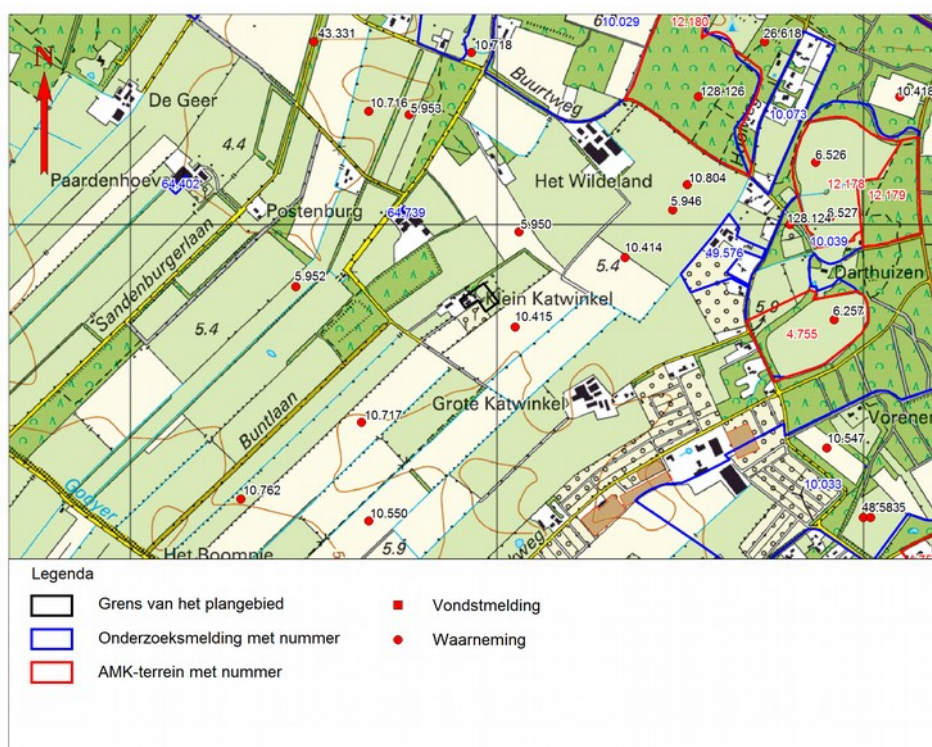 6
10.029
12.180
26.618
43.331
10.718
N
Buurtweg
De Geer
128.126
10.418
10.716
5.953
10.073
4.4
6.526
Paardenhoeve
64.402
Het Wildeland
10.804
12.178
12.179
Postenburg
64.739
5.946
128.124
6.527
5.950
10.039
10.414
49.576
5.4
Darthuizen
Sandenburgerlaan
5.952
Klein Katwinkel
5.9
6.257
5.4
10.415
4.755
Grote Katwinkel
Buntlaan
10.717
Vorener
10.547
Gooyer
10.762
10.033
10.550
48.5835
Het Boompje
5.9
kweg
Legenda
Grens van het plangebied
Vondstmelding
Onderzoeksmelding met nummer
Waarneming
AMK-terrein met nummer